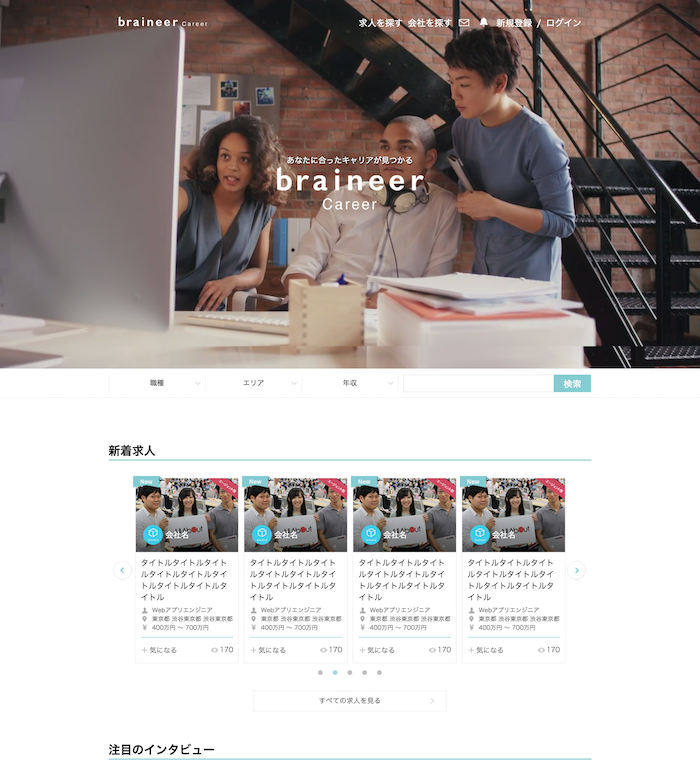 braineer Career
求人を探す 会社を探す 新規登録 / ログイン
あなたに合ったキャリアが見つかる
braineer
Career
職種 エリア 年収 検索
新着求人
New New New New
会社名 会社名 会社名 会社名
タイトルタイトルタイト タイトルタイトルタイト タイトルタイトルタイト タイトルタイトルタイト
ルタイトルタイトルタイ ルタイトルタイトルタイ ルタイトルタイトルタイ ルタイトルタイトルタイ
トルタイトルタイトルタ トルタイトルタイトルタ トルタイトルタイトルタ トルタイトルタイトルタ
イトル イトル イトル イトル
Webアプリエンジニア Webアプリエンジニア Webアプリエンジニア Webアプリエンジニア
東京都 渋谷東京都 渋谷東京都 東京都 渋谷東京都 渋谷東京都 東京都 渋谷東京都 渋谷東京都 東京都 渋谷東京都 渋谷東京都
¥ 400万円 〜 700万円 ¥ 400万円 〜 700万円 ¥ 400万円 〜 700万円 ¥ 400万円 〜 700万円
+ 気になる 170 + 気になる 170 + 気になる 170 + 気になる 170
すべての求人を見る
注目のインタビュー